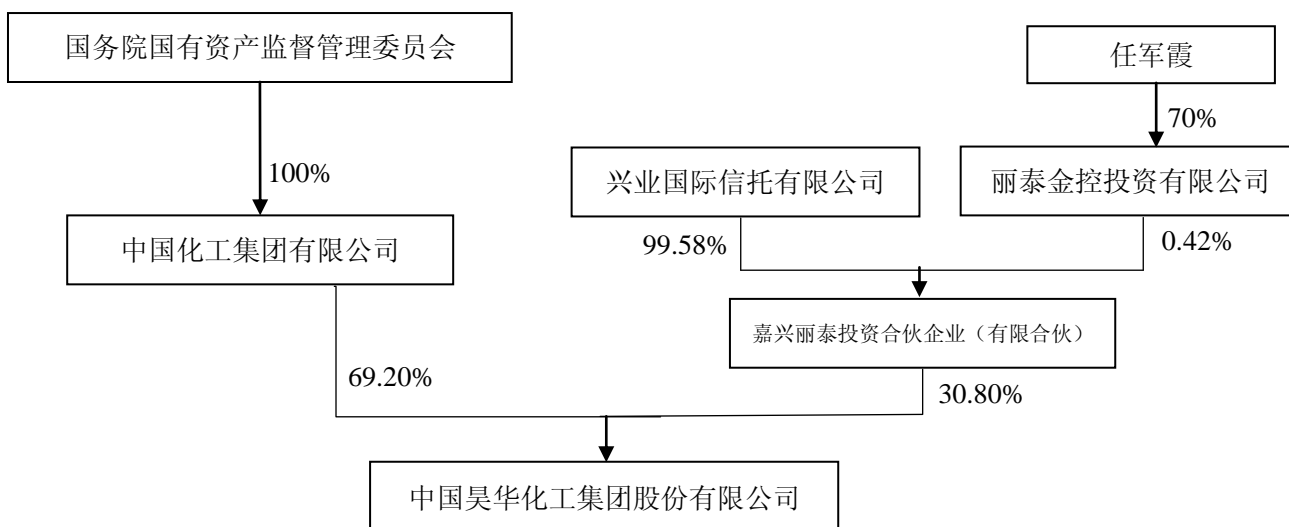 国务院国有资产监督管理委员会
任军霞
70%
100%
兴业国际信托有限公司
丽泰金控投资有限公司
中国化工集团有限公司
99.58%
0.42%
嘉兴丽泰投资合伙企业（有限合伙）
69.20%
30.80%
中国昊华化工集团股份有限公司